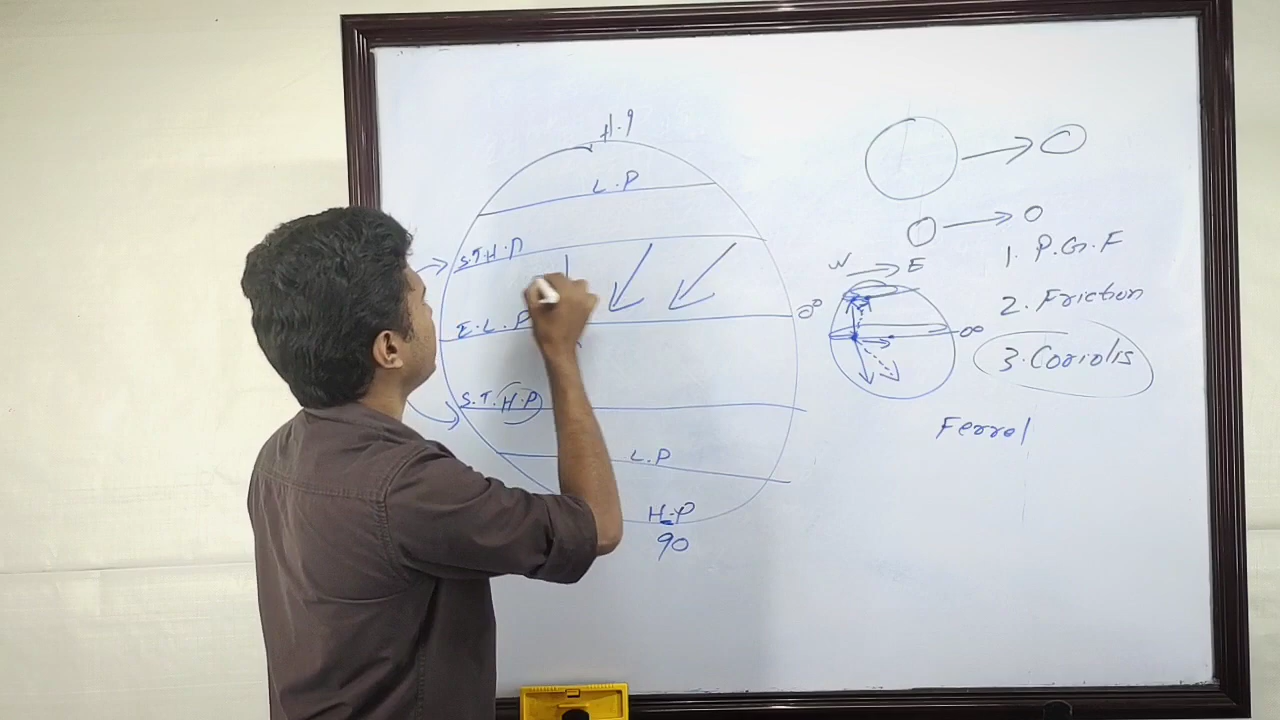 H.P
L.P
S.T.H.P
E.L.P
0°
S.T.H.P
L.P
H.P
90
W
E
0°
1. P.G.F
2. Friction
3. Coriolis
Ferrel